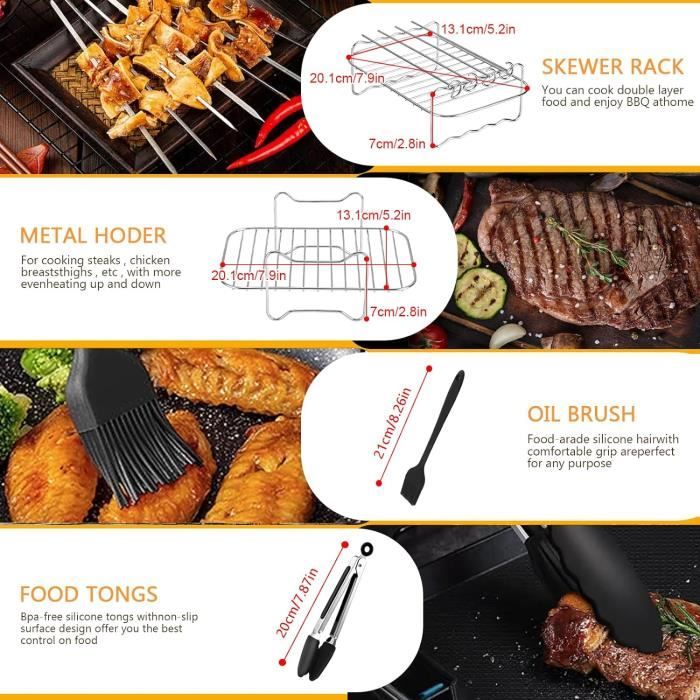 13.1cm/5.2in
20.1cm/7.9in
7cm/2.8in
SKEWER RACK
You can cook double layer
food and enjoy BBQ athome
METAL HODER
For cooking steaks , chicken
breaststhighs , etc , with more
evenheating up and down
13.1cm/5.2in
20.1cm/7.9in
7cm/2.8in
21cm/8.26in
OIL BRUSH
Food-arade silicone hairwith
comfortable grip areperfect
for any purpose
FOOD TONGS
Bpa-free silicone tongs withnon-slip
surface design offer you the best
control on food
20cm/7.87in